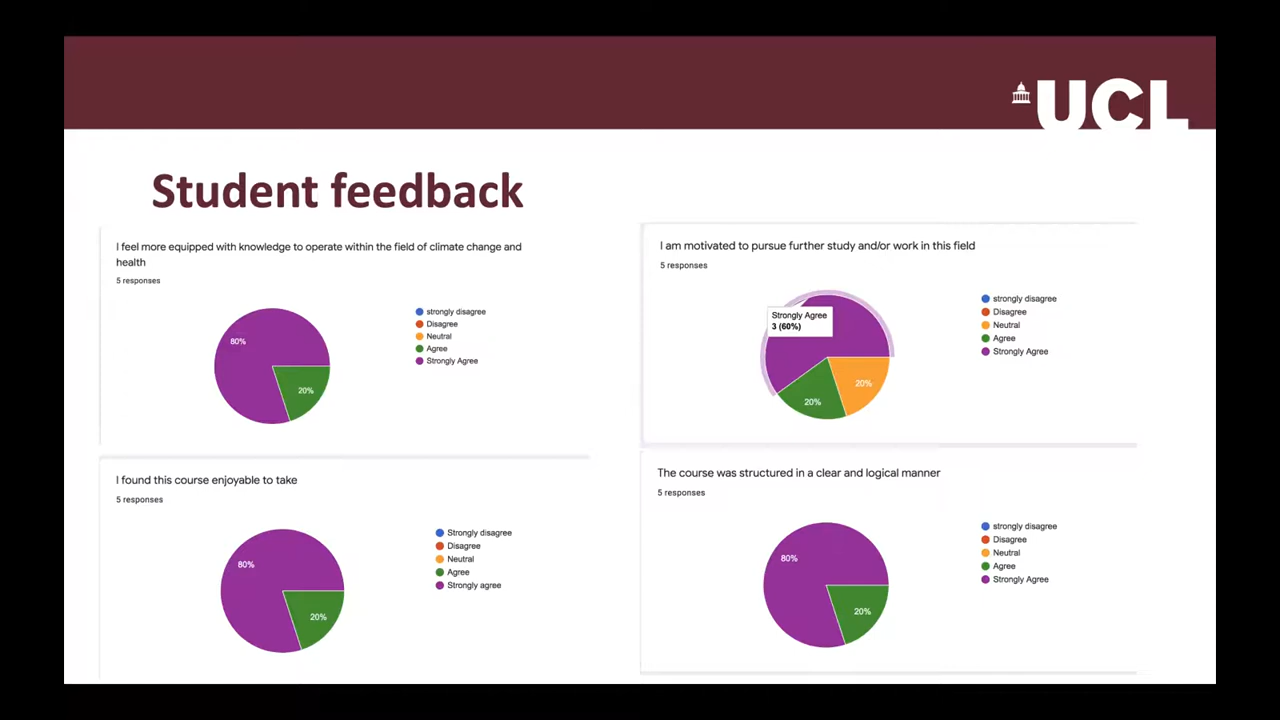 UCL
Student feedback
I feel more equipped with knowledge to operate within the field of climate change and
health
5 responses
80%
20%
strongly disagree
Disagree
Neutral
Agree
Strongly Agree
I am motivated to pursue further study and/or work in this field
5 responses
Strongly Agree
3 (60%)
20%
20%
strongly disagree
Disagree
Neutral
Agree
Strongly Agree
I found this course enjoyable to take
5 responses
80%
20%
Strongly disagree
Disagree
Neutral
Agree
Strongly agree
The course was structured in a clear and logical manner
5 responses
80%
20%
strongly disagree
Disagree
Neutral
Agree
Strongly Agree